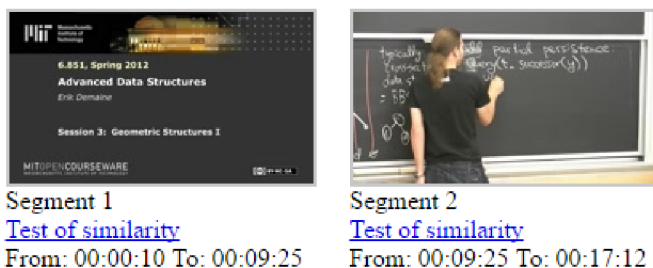 Massachusetts
Institute of
Technology
6.851, Spring 2012
Advanced Data Structures
Erik Demaine
Session 3: Geometric Structures I
MITOPENCOURSEWARE
typically add partial persistence:
Query(t, successor(y))
Segment 1
Test of similarity
From: 00:00:10 To: 00:09:25
Segment 2
Test of similarity
From: 00:09:25 To: 00:17:12